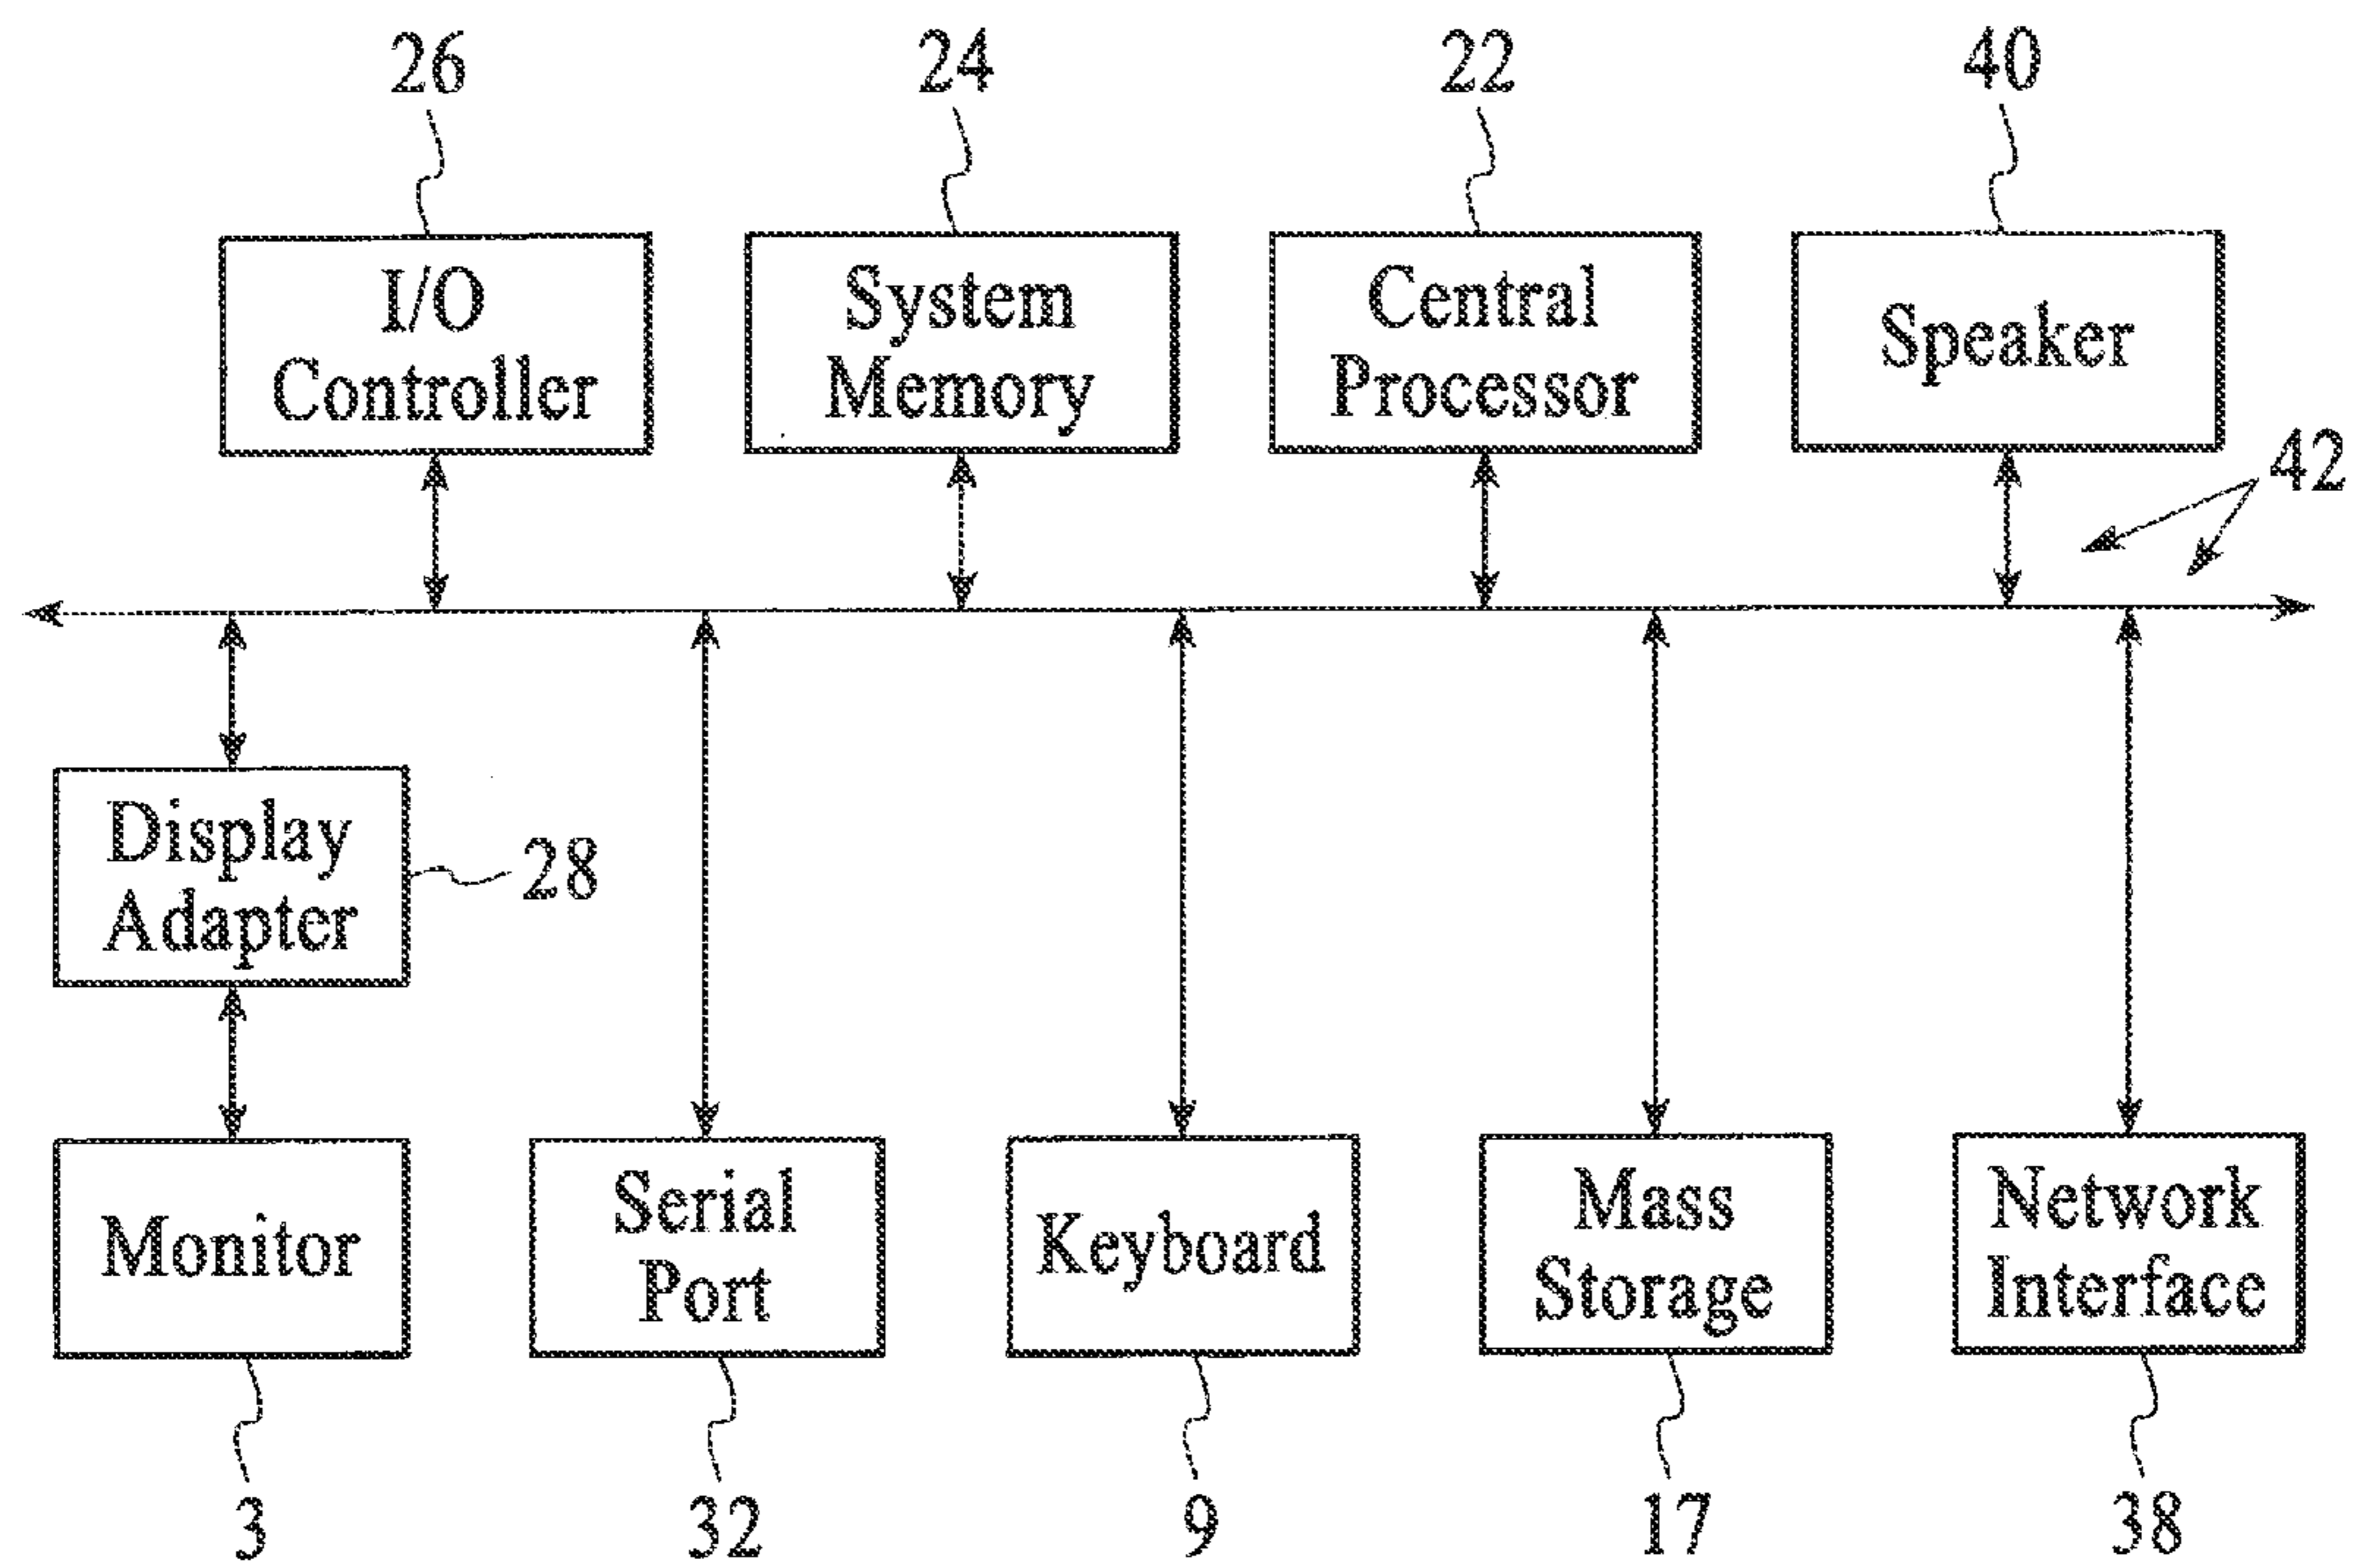 26 24 22 40
I/O
Controller
System
Memory
Central
Processor
Speaker
42
Display
Adapter
28
Monitor
Serial
Port
Keyboard
Mass
Storage
Network
Interface
3 32 9 17 38